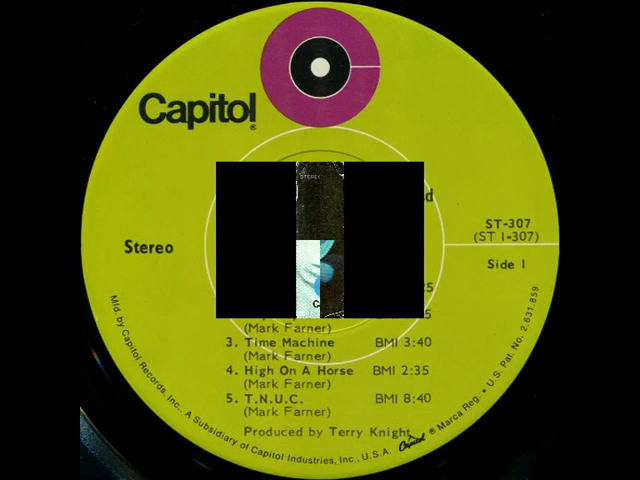 Capitol®
STEREO
Stereo
ST-307
(ST 1-307)
Side 1
(Mark Farner)
3. Time Machine BMI 3:40
(Mark Farner)
4. High On A Horse BMI 2:35
(Mark Farner)
5. T.N.U.C. BMI 8:40
(Mark Farner)
Produced by Terry Knight
Mfd. by Capitol Records, Inc., A Subsidiary of Capitol Industries, Inc., U.S.A. Capitol ® Marca Reg. • U.S. Pat. No. 2,631,859